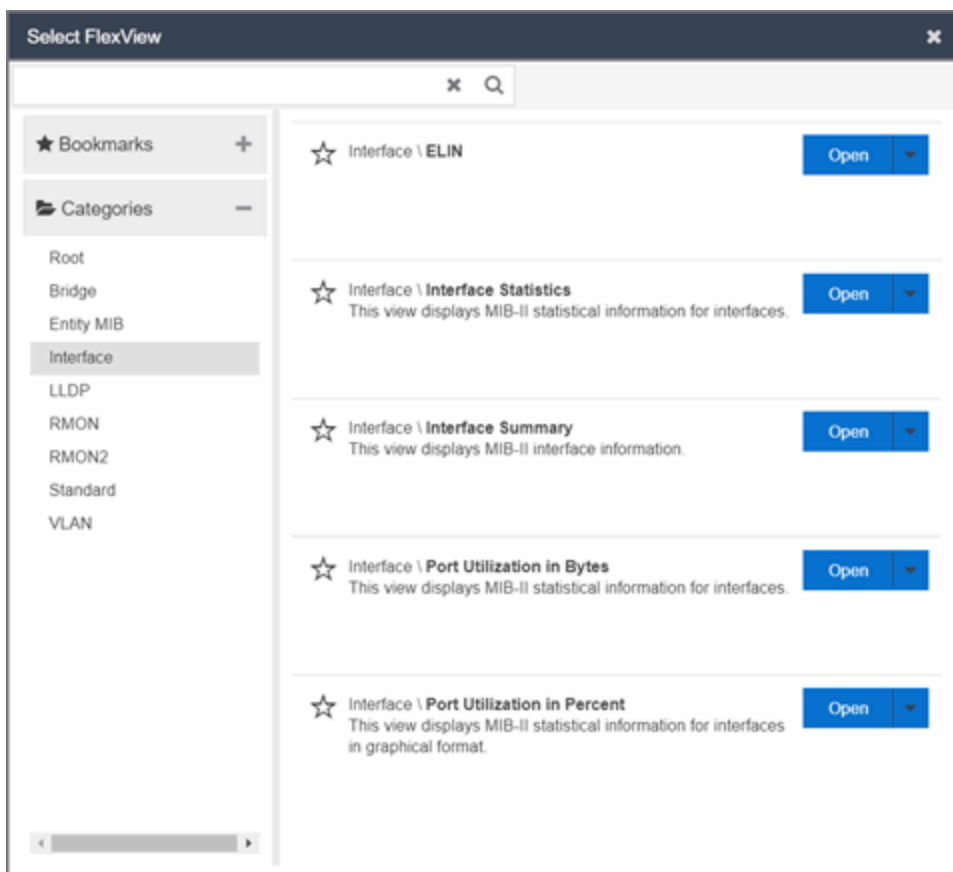 Select FlexView
Bookmarks
Categories
Root
Bridge
Entity MIB
Interface
LLDP
RMON
RMON2
Standard
VLAN
Interface \ ELIN
Open
Interface \ Interface Statistics
This view displays MIB-II statistical information for interfaces.
Open
Interface \ Interface Summary
This view displays MIB-II interface information.
Open
Interface \ Port Utilization in Bytes
This view displays MIB-II statistical information for interfaces.
Open
Interface \ Port Utilization in Percent
This view displays MIB-II statistical information for interfaces
in graphical format.
Open